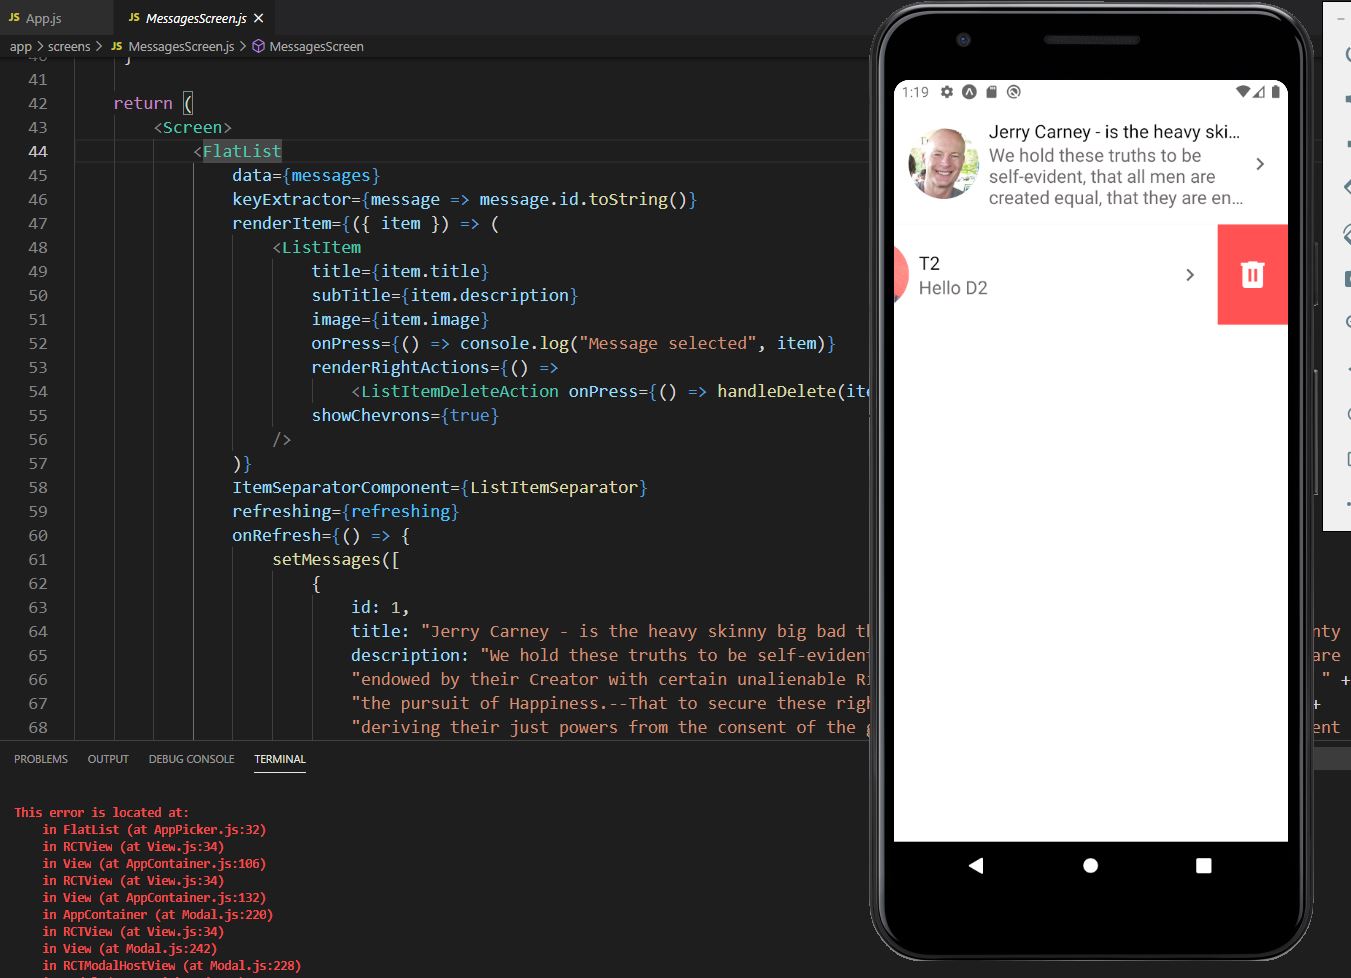 JS App.js
JS MessagesScreen.js ×
app > screens > JS MessagesScreen.js > MessagesScreen
41
42 return (
43 <Screen>
44 <FlatList
45 data={messages}
46 keyExtractor={message => message.id.toString()}
47 renderItem={({ item }) => (
48 <ListItem
49 title={item.title}
50 subTitle={item.description}
51 image={item.image}
52 onPress={() => console.log("Message selected", item)}
53 renderRightActions={() =>
54 <ListItemDeleteAction onPress={() => handleDelete(ite
55 showChevrons={true}
56 />
57 )}
58 ItemSeparatorComponent={ListItemSeparator}
59 refreshing={refreshing}
60 onRefresh={() => {
61 setMessages([
62 {
63 id: 1,
64 title: "Jerry Carney - is the heavy skinny big bad th
65 description: "We hold these truths to be self-evident
66 "endowed by their Creator with certain unalienable Ri
67 "the pursuit of Happiness.--That to secure these righ
68 "deriving their just powers from the consent of the g
nty
are
" +
+
ent
PROBLEMS OUTPUT DEBUG CONSOLE TERMINAL
This error is located at:
in FlatList (at AppPicker.js:32)
in RCTView (at View.js:34)
in View (at AppContainer.js:106)
in RCTView (at View.js:34)
in View (at AppContainer.js:132)
in AppContainer (at Modal.js:220)
in RCTView (at View.js:34)
in View (at Modal.js:242)
in RCTModalHostView (at Modal.js:228)
1:19
Jerry Carney - is the heavy ski...
We hold these truths to be
self-evident, that all men are
created equal, that they are en...
T2
Hello D2